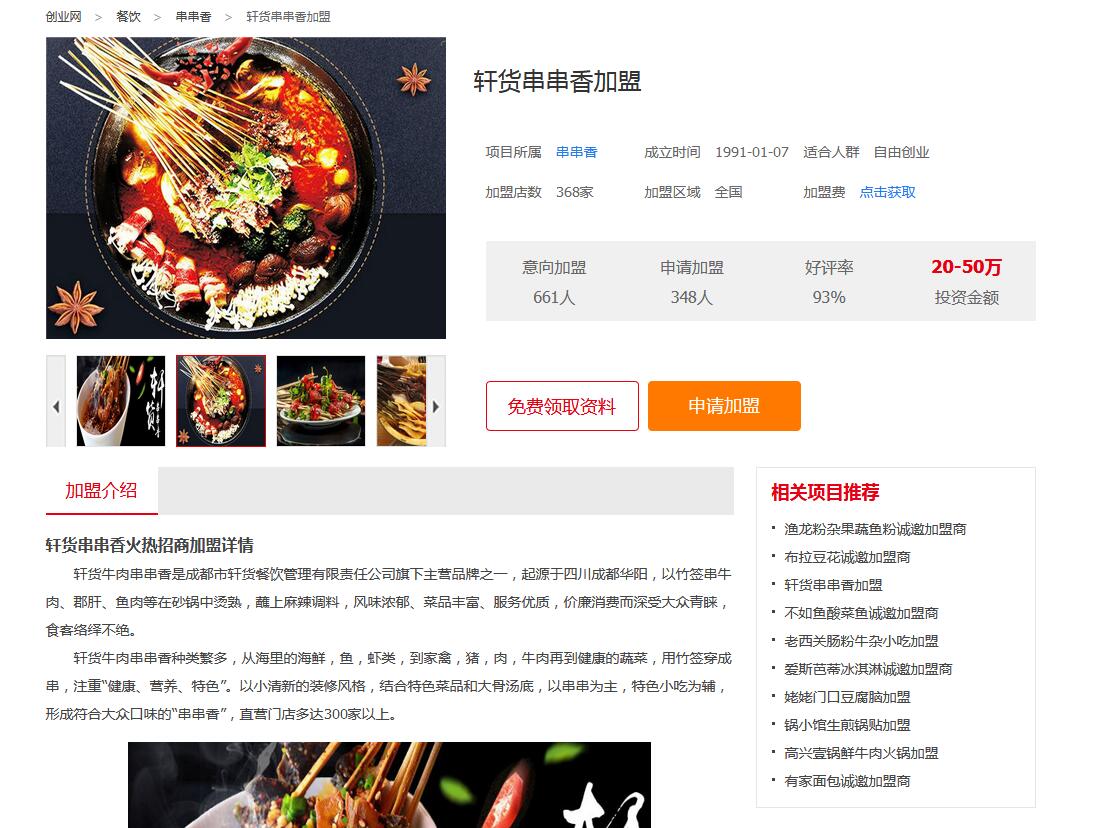 创业网 > 餐饮 > 串串香 > 轩货串串香加盟
轩货串串香加盟
项目所属 串串香 成立时间 1991-01-07 适合人群 自由创业
加盟店数 368家 加盟区域 全国 加盟费 点击获取
意向加盟 申请加盟 好评率 20-50万
661人 348人 93% 投资金额
轩货
免费领取资料 申请加盟
加盟介绍
轩货串串香火热招商加盟详情
轩货牛肉串串香是成都市轩货餐饮管理有限责任公司旗下主营品牌之一，起源于四川成都华阳，以竹签串牛
肉、郡肝、鱼肉等在砂锅中烫熟，蘸上麻辣调料，风味浓郁、菜品丰富、服务优质，价廉消费而深受大众青睐，
食客络绎不绝。
轩货牛肉串串香种类繁多，从海里的海鲜，鱼，虾类，到家禽，猪，肉，牛肉再到健康的蔬菜，用竹签穿成
串，注重“健康、营养、特色”。以小清新的装修风格，结合特色菜品和大骨汤底，以串串为主，特色小吃为辅，
形成符合大众口味的“串串香”，直营门店多达300家以上。
相关项目推荐
· 渔龙粉杂果蔬鱼粉诚邀加盟商
· 布拉豆花诚邀加盟商
· 轩货串串香加盟
· 不如鱼酸菜鱼诚邀加盟商
· 老西关肠粉牛杂小吃加盟
· 爱斯芭蒂冰淇淋诚邀加盟商
· 姥姥门口豆腐脑加盟
· 锅小馆生煎锅贴加盟
· 高兴壹锅鲜牛肉火锅加盟
· 有家面包诚邀加盟商